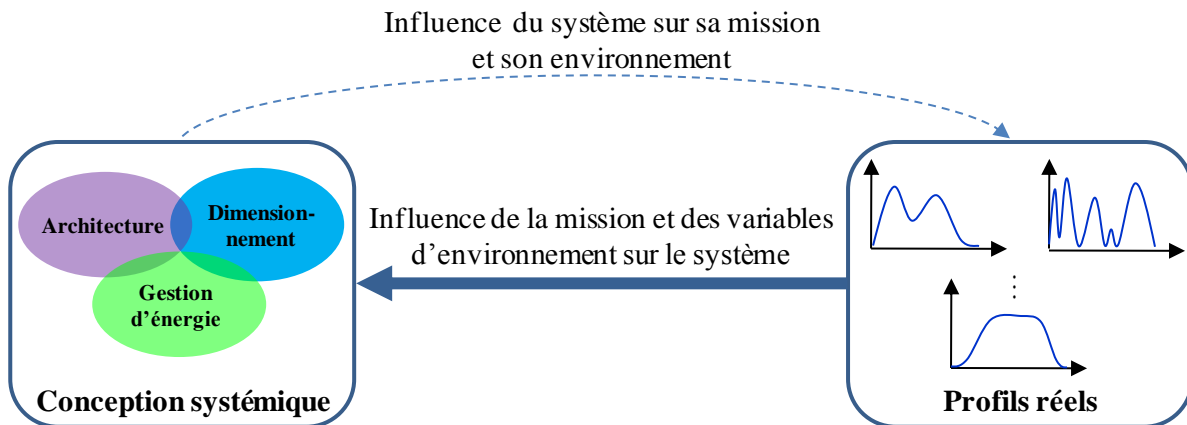 Influence du système sur sa mission
et son environnement
Architecture
Dimension-
nement
Gestion
d’énergie
Conception systémique
Influence de la mission et des variables
d’environnement sur le système
...
Profils réels